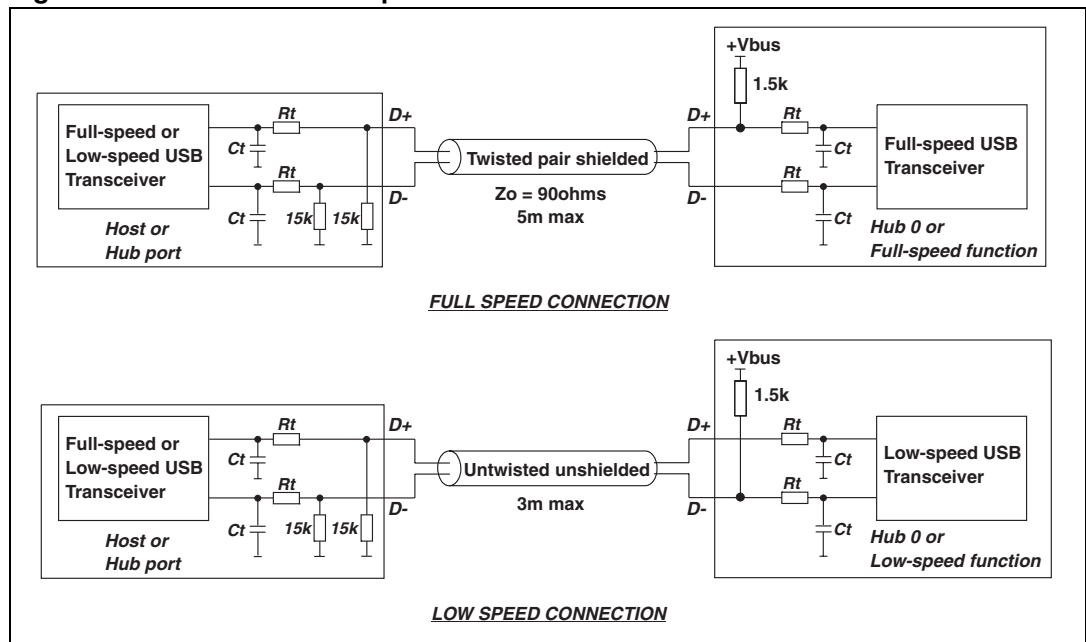 +Vbus
1.5k
D+
Rt
D+
Rt
Full-speed or
Low-speed USB
Transceiver
Ct
Rt
Twisted pair shielded
Ct
Rt
Full-speed USB
Transceiver
D-
Zo = 90ohms
5m max
D-
Ct
15k
15k
Ct
Host or
Hub port
Hub 0 or
Full-speed function
FULL SPEED CONNECTION
+Vbus
1.5k
D+
Rt
D+
Rt
Full-speed or
Low-speed USB
Transceiver
Ct
Rt
Untwisted unshielded
Ct
Rt
Low-speed USB
Transceiver
D-
3m max
D-
Ct
15k
15k
Ct
Host or
Hub port
Hub 0 or
Low-speed function
LOW SPEED CONNECTION